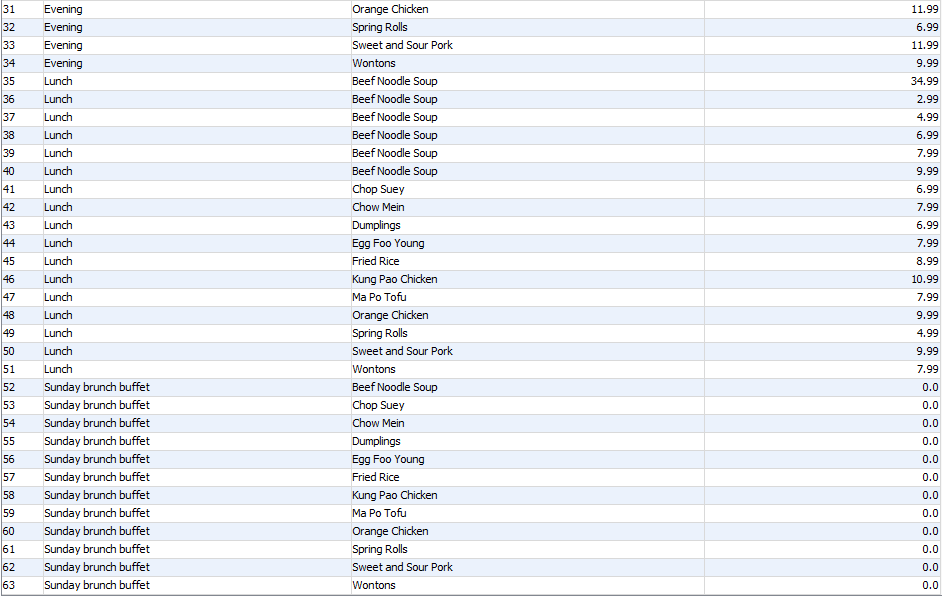 31 Evening Orange Chicken 11.99
32 Evening Spring Rolls 6.99
33 Evening Sweet and Sour Pork 11.99
34 Evening Wontons 9.99
35 Lunch Beef Noodle Soup 34.99
36 Lunch Beef Noodle Soup 2.99
37 Lunch Beef Noodle Soup 4.99
38 Lunch Beef Noodle Soup 6.99
39 Lunch Beef Noodle Soup 7.99
40 Lunch Beef Noodle Soup 9.99
41 Lunch Chop Suey 6.99
42 Lunch Chow Mein 7.99
43 Lunch Dumplings 6.99
44 Lunch Egg Foo Young 7.99
45 Lunch Fried Rice 8.99
46 Lunch Kung Pao Chicken 10.99
47 Lunch Ma Po Tofu 7.99
48 Lunch Orange Chicken 9.99
49 Lunch Spring Rolls 4.99
50 Lunch Sweet and Sour Pork 9.99
51 Lunch Wontons 7.99
52 Sunday brunch buffet Beef Noodle Soup 0.0
53 Sunday brunch buffet Chop Suey 0.0
54 Sunday brunch buffet Chow Mein 0.0
55 Sunday brunch buffet Dumplings 0.0
56 Sunday brunch buffet Egg Foo Young 0.0
57 Sunday brunch buffet Fried Rice 0.0
58 Sunday brunch buffet Kung Pao Chicken 0.0
59 Sunday brunch buffet Ma Po Tofu 0.0
60 Sunday brunch buffet Orange Chicken 0.0
61 Sunday brunch buffet Spring Rolls 0.0
62 Sunday brunch buffet Sweet and Sour Pork 0.0
63 Sunday brunch buffet Wontons 0.0